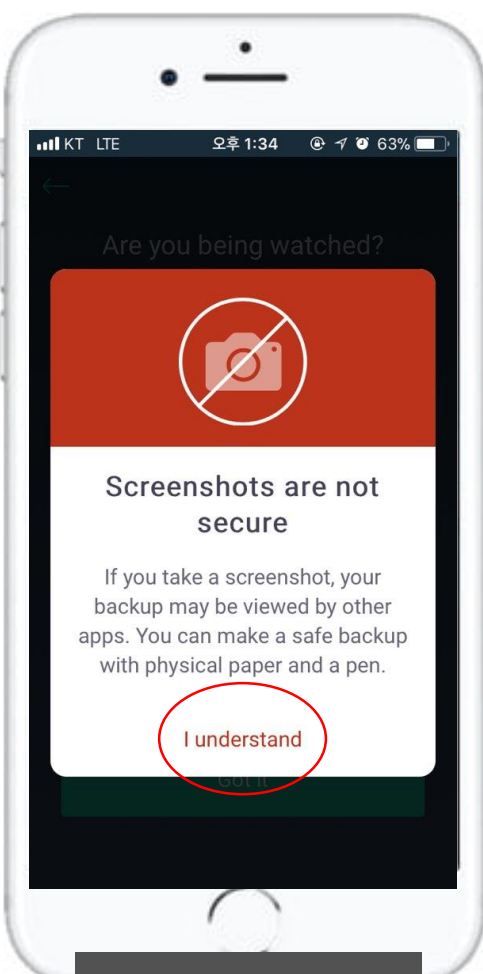 KT LTE 오후 1:34 63%
Are you being watched?
Screenshots are not
secure
If you take a screenshot, your
backup may be viewed by other
apps. You can make a safe backup
with physical paper and a pen.
I understand
Got it